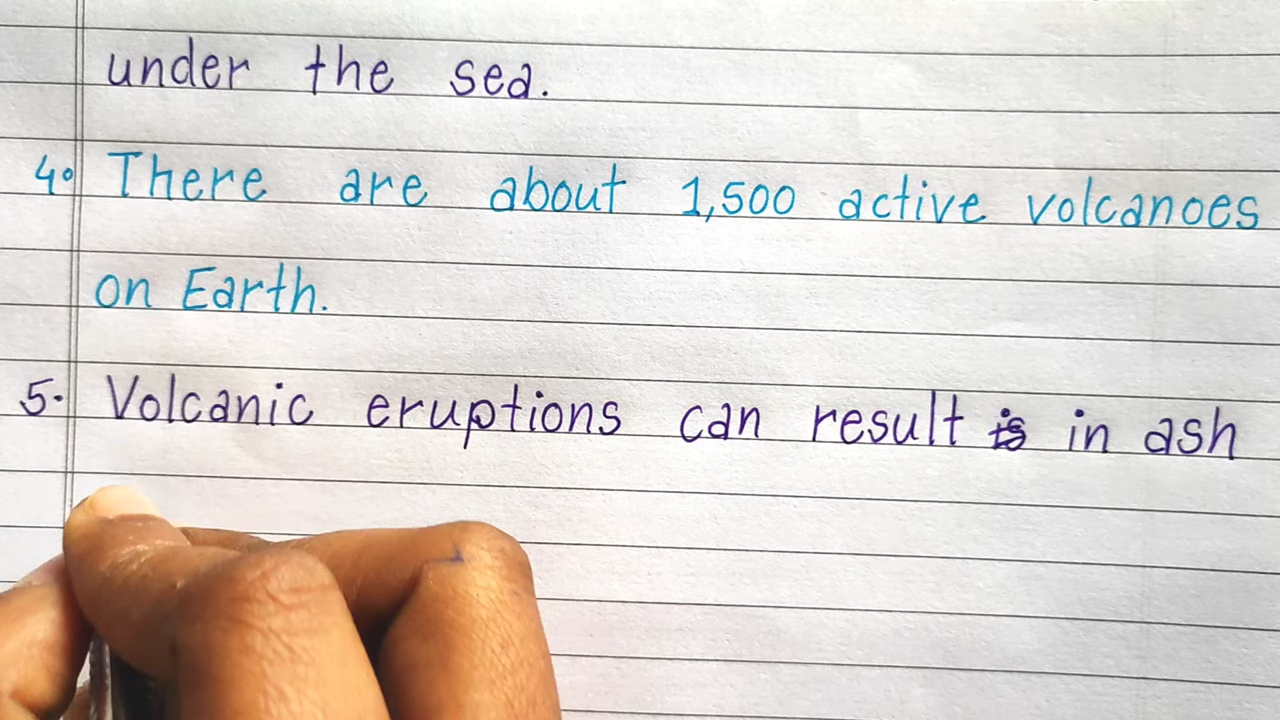 under the sea.
4. There are about 1,500 active volcanoes
on Earth.
5. Volcanic eruptions can result is in ash